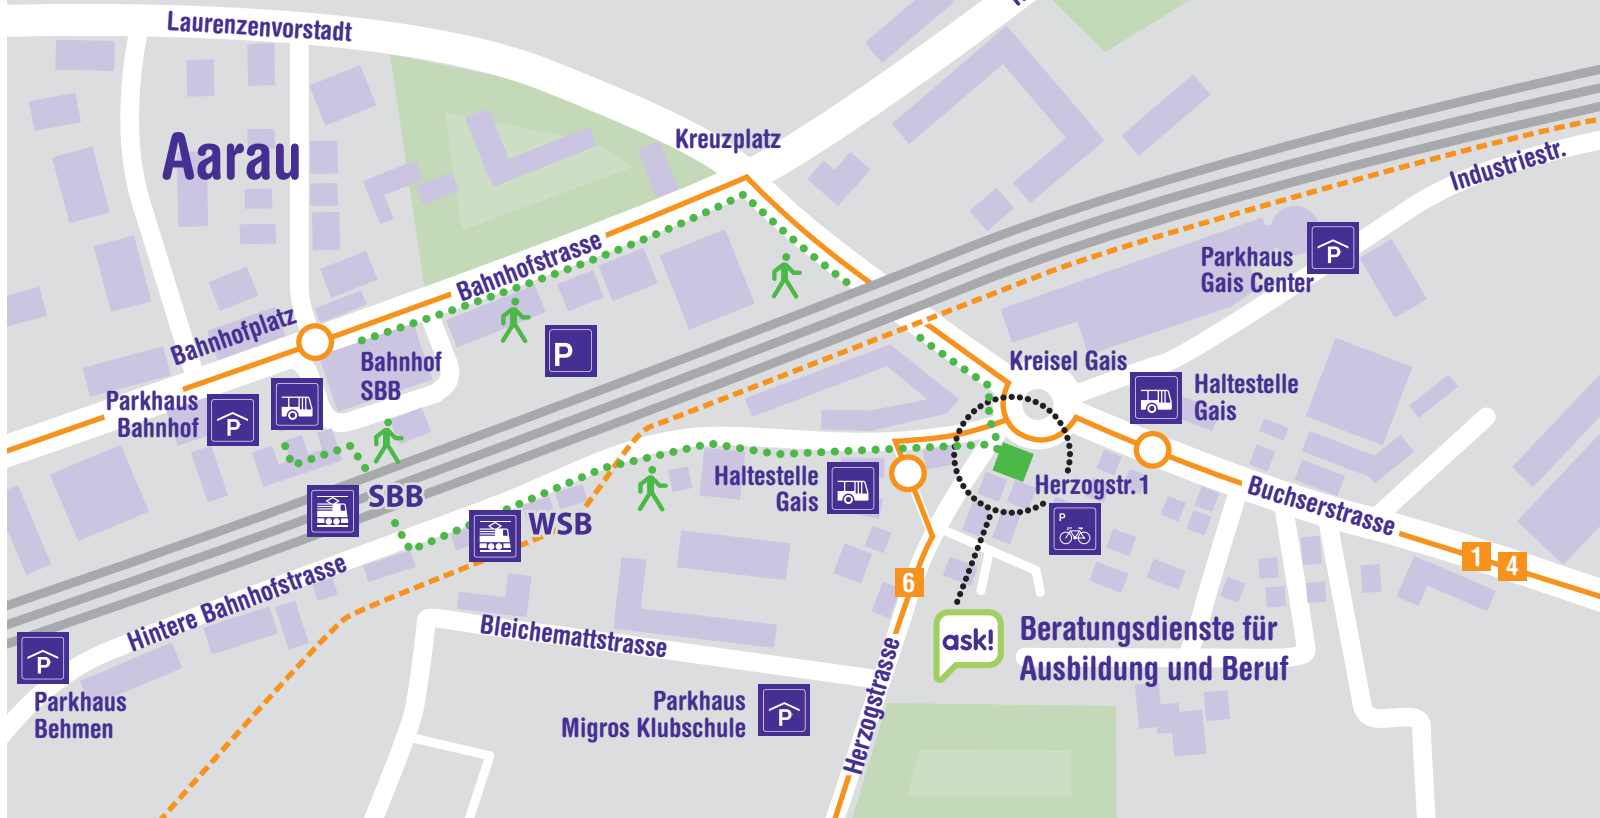 Laurenzenvorstadt
Aarau
Kreuzplatz
Industriestr.
Parkhaus
Gais Center
P
Bahnhofstrasse
Bahnhofplatz
P
Bahnhof
SBB
Kreisel Gais
Haltestelle
Gais
Parkhaus
Bahnhof
P
SBB
WSB
Haltestelle
Gais
Herzogstr. 1
P
Buchserstrasse
1
4
6
Hintere Bahnhofstrasse
Bleichemattstrasse
P
Parkhaus
Behmen
Parkhaus
Migros Klubschule
P
Herzogstrasse
ask!
Beratungsdienste für
Ausbildung und Beruf